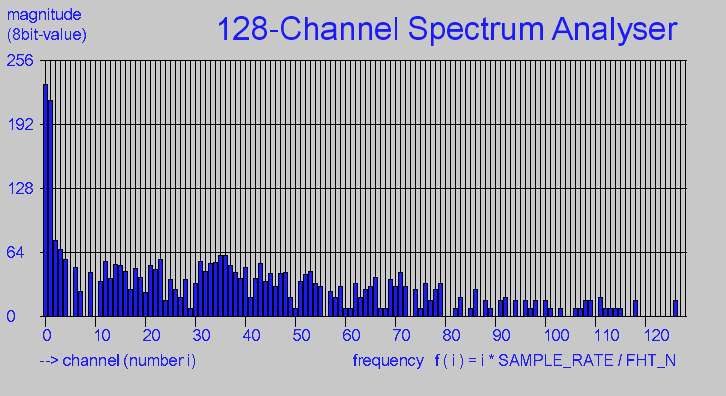 magnitude
(8bit-value)
128-Channel Spectrum Analyser
256
192
128
64
0
0 10 20 30 40 50 60 70 80 90 100 110 120
--> channel (number i) frequency f ( i ) = i * SAMPLE_RATE / FHT_N